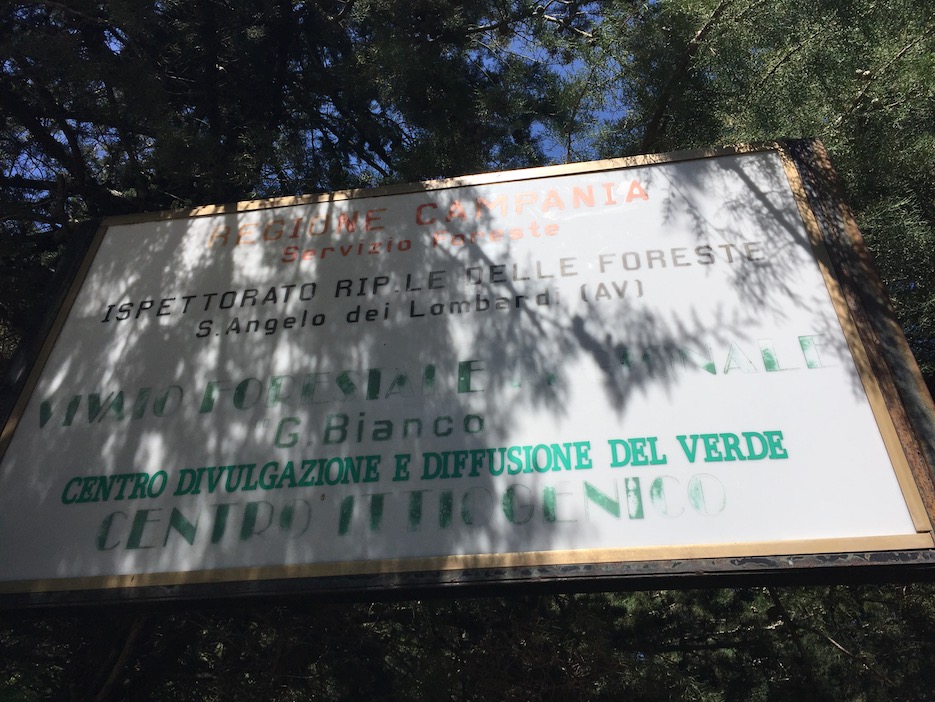 REGIONE CAMPANIA
Servizio Foreste
ISPETTORATO RIP.LE DELLE FORESTE
S. Angelo dei Lombardi (AV)
VIVAIO FORESTALE
G. Bianco
CENTRO DIVULGAZIONE E DIFFUSIONE DEL VERDE
CENTRO ITTIOGENICO